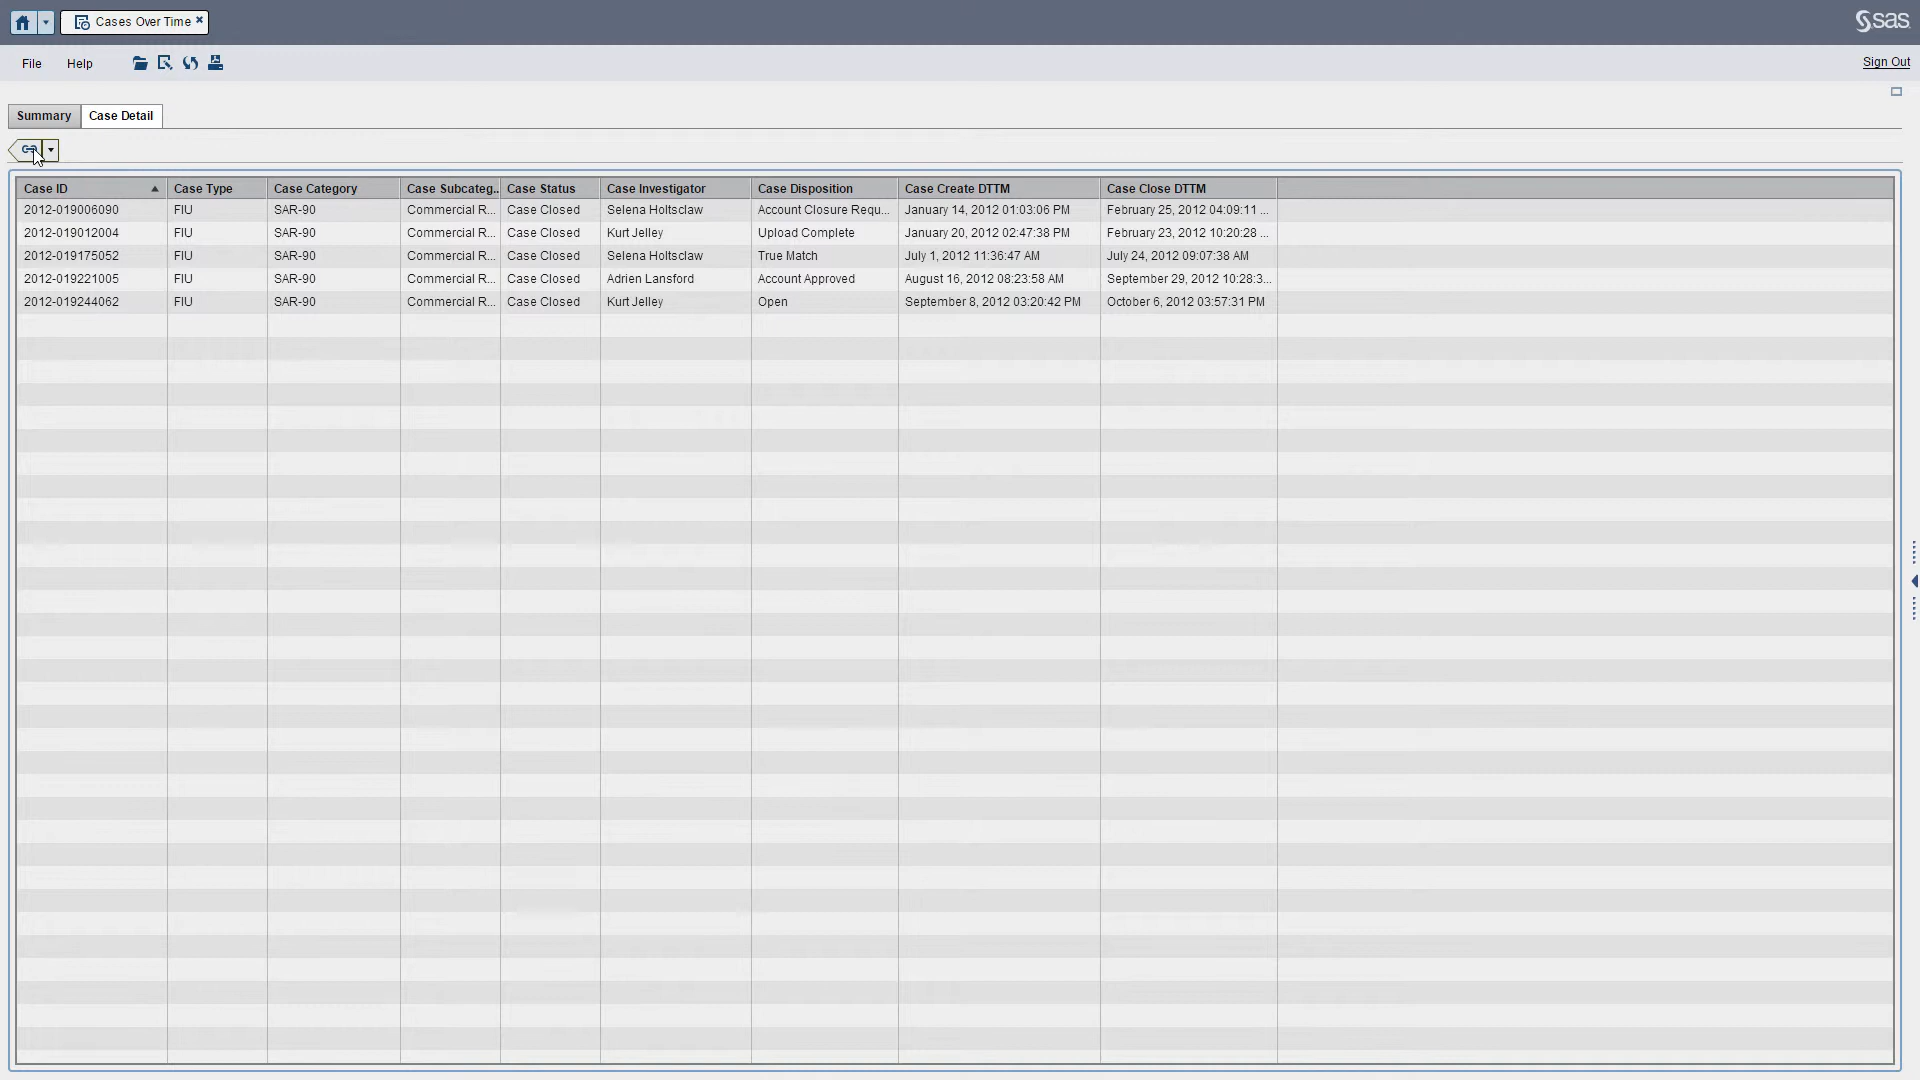 Cases Over Time
sas
File Help
Sign Out
Summary Case Detail
Case ID Case Type Case Category Case Subcateg.. Case Status Case Investigator Case Disposition Case Create DTTM Case Close DTTM
2012-019006090 FIU SAR-90 Commercial R... Case Closed Selena Holtsclaw Account Closure Requ... January 14, 2012 01:03:06 PM February 25, 2012 04:09:11 ...
2012-019012004 FIU SAR-90 Commercial R... Case Closed Kurt Jelley Upload Complete January 20, 2012 02:47:38 PM February 23, 2012 10:20:28 ...
2012-019175052 FIU SAR-90 Commercial R... Case Closed Selena Holtsclaw True Match July 1, 2012 11:36:47 AM July 24, 2012 09:07:38 AM
2012-019221005 FIU SAR-90 Commercial R... Case Closed Adrien Lansford Account Approved August 16, 2012 08:23:58 AM September 29, 2012 10:28:3...
2012-019244062 FIU SAR-90 Commercial R... Case Closed Kurt Jelley Open September 8, 2012 03:20:42 PM October 6, 2012 03:57:31 PM